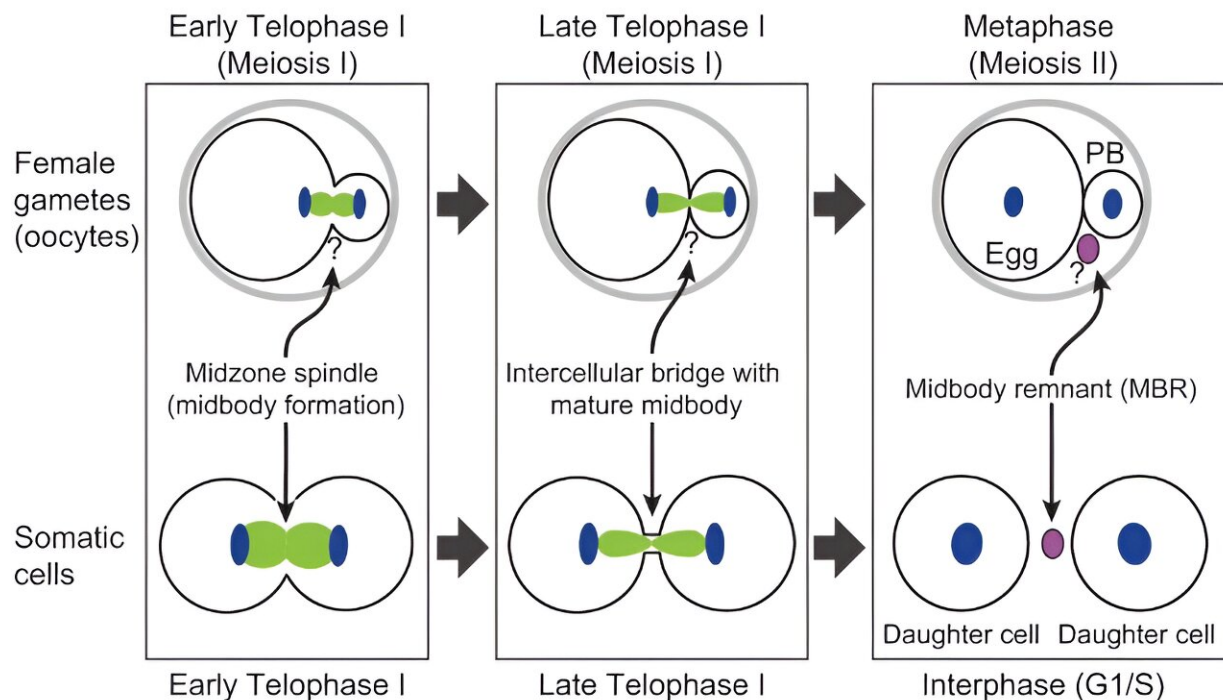 Early Telophase I
(Meiosis I)
Late Telophase I
(Meiosis I)
Metaphase
(Meiosis II)
Female
gametes
(oocytes)
?
?
PB
Egg
?
Midzone spindle
(midbody formation)
Intercellular bridge with
mature midbody
Midbody remnant (MBR)
Somatic
cells
Daughter cell
Daughter cell
Early Telophase I
Late Telophase I
Interphase (G1/S)